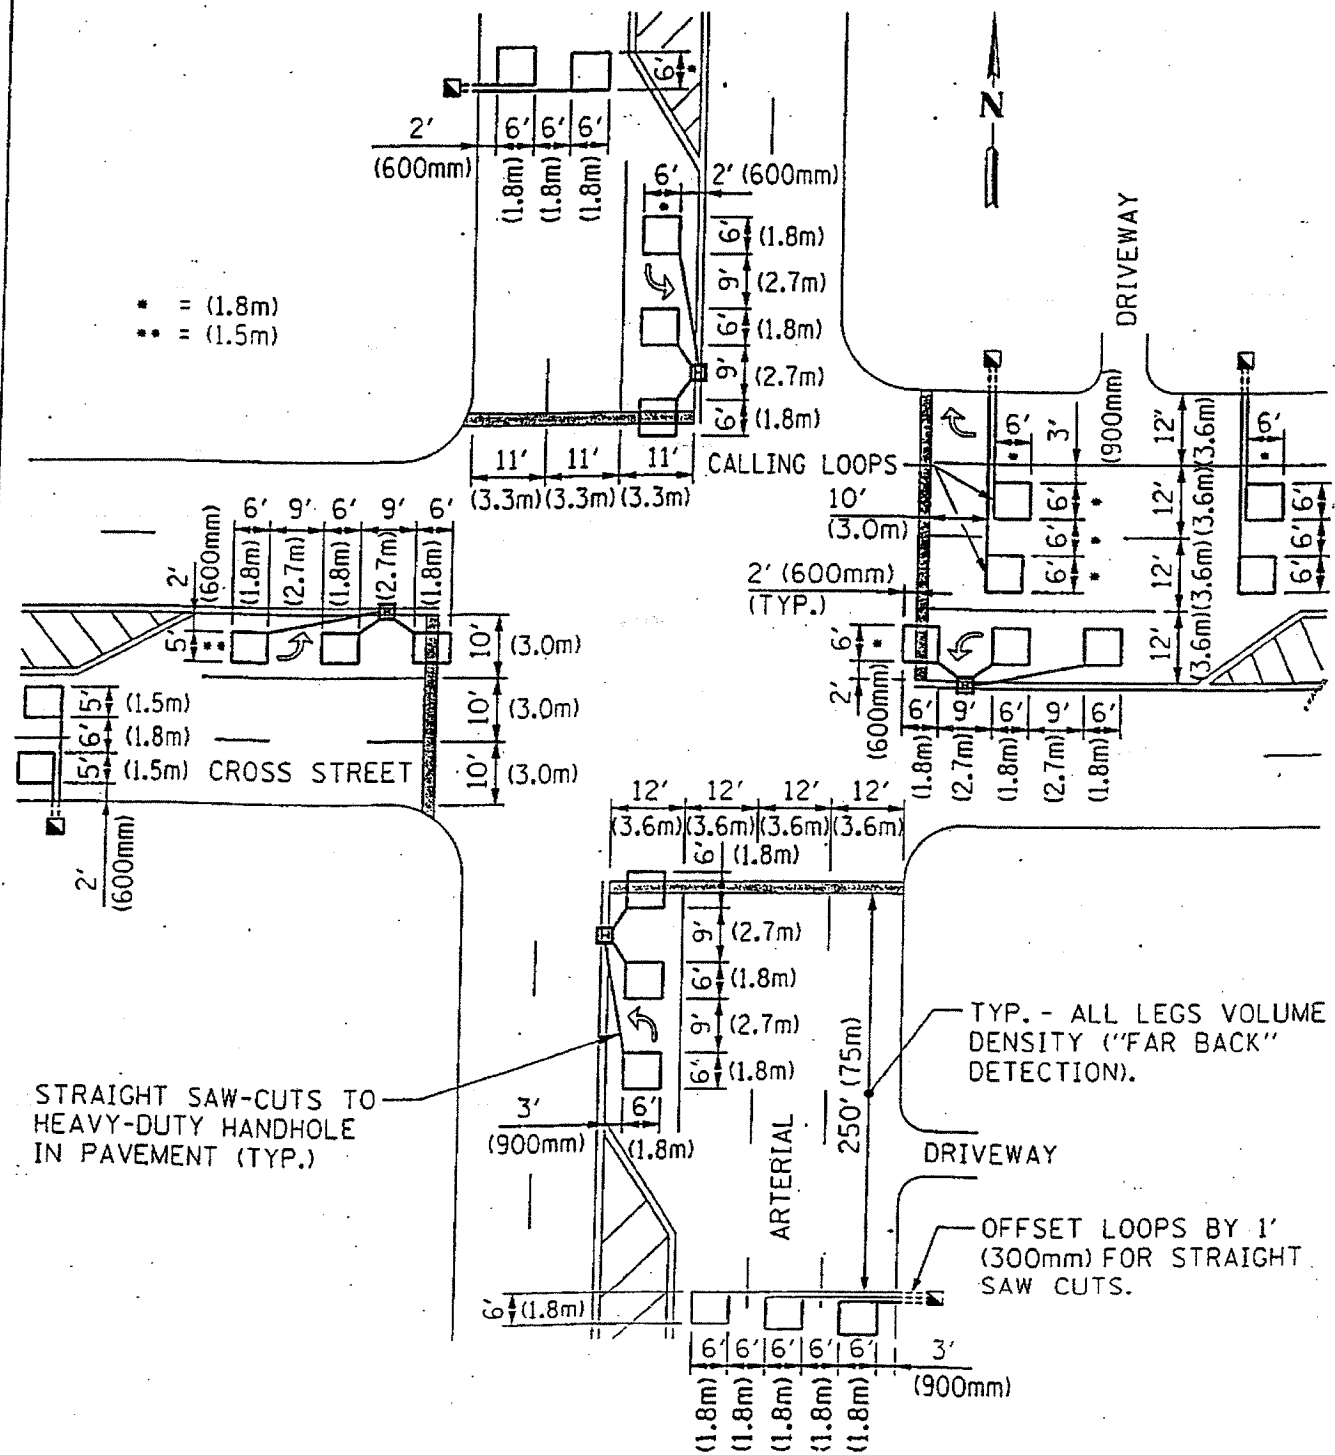 6' *
N
2'
(600mm)
6' 6' 6'
(1.8m) (1.8m) (1.8m)
6' *
2' (600mm)
6' (1.8m)
9' (2.7m)
6' (1.8m)
9' (2.7m)
6' (1.8m)
* = (1.8m)
** = (1.5m)
DRIVEWAY
11' 11' 11'
(3.3m) (3.3m) (3.3m)
CALLING LOOPS
10'
(3.0m)
2' (600mm)
(TYP.)
6' *
3'
(900mm)
12'' (3.6m)
6' *
6' *
6' *
6' *
12' (3.6m)
12' (3.6m)
12' (3.6m)
6'
6'
6'
6' *
2'
(600mm)
6' 9' 6' 9' 6'
(1.8m) (2.7m) (1.8m) (2.7m) (1.8m)
6' 9' 6' 9' 6'
(1.8m) (2.7m) (1.8m) (2.7m) (1.8m)
2'
(600mm)
5' **
10' (3.0m)
10' (3.0m)
10' (3.0m)
5' (1.5m)
6' (1.8m)
5' (1.5m)
CROSS STREET
2'
(600mm)
12' 12' 12' 12'
(3.6m) (3.6m) (3.6m) (3.6m)
6' (1.8m)
H
9' (2.7m)
6' (1.8m)
9' (2.7m)
6' (1.8m)
3'
(900mm)
6'
(1.8m)
STRAIGHT SAW-CUTS TO
HEAVY-DUTY HANDHOLE
IN PAVEMENT (TYP.)
ARTERIAL
250' (75m)
TYP. - ALL LEGS VOLUME
DENSITY ("FAR BACK"
DETECTION).
DRIVEWAY
OFFSET LOOPS BY 1'
(300mm) FOR STRAIGHT
SAW CUTS.
6' (1.8m)
6' 6' 6' 6' 6'
(1.8m) (1.8m) (1.8m) (1.8m) (1.8m)
3'
(900mm)